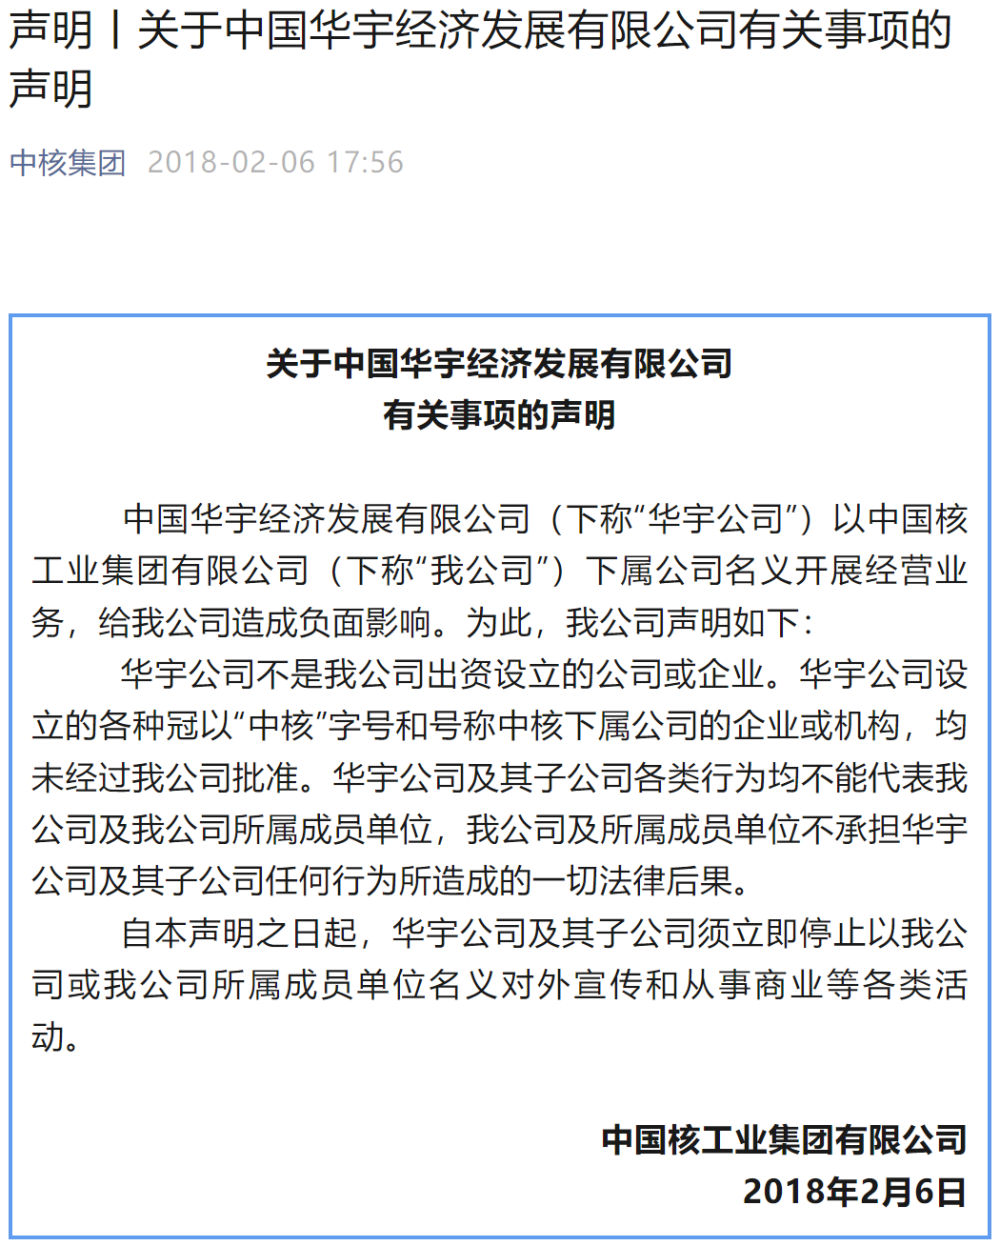 声明丨关于中国华宇经济发展有限公司有关事项的
声明
中核集团 2018-02-06 17:56
关于中国华宇经济发展有限公司
有关事项的声明
中国华宇经济发展有限公司（下称“华宇公司”）以中国核
工业集团有限公司（下称“我公司”）下属公司名义开展经营业
务，给我公司造成负面影响。为此，我公司声明如下：
华宇公司不是我公司出资设立的公司或企业。华宇公司设
立的各种冠以“中核”字号和号称中核下属公司的企业或机构，均
未经过我公司批准。华宇公司及其子公司各类行为均不能代表我
公司及我公司所属成员单位，我公司及所属成员单位不承担华宇
公司及其子公司任何行为所造成的一切法律后果。
自本声明之日起，华宇公司及其子公司须立即停止以我公
司或我公司所属成员单位名义对外宣传和从事商业等各类活
动。
中国核工业集团有限公司
2018年2月6日